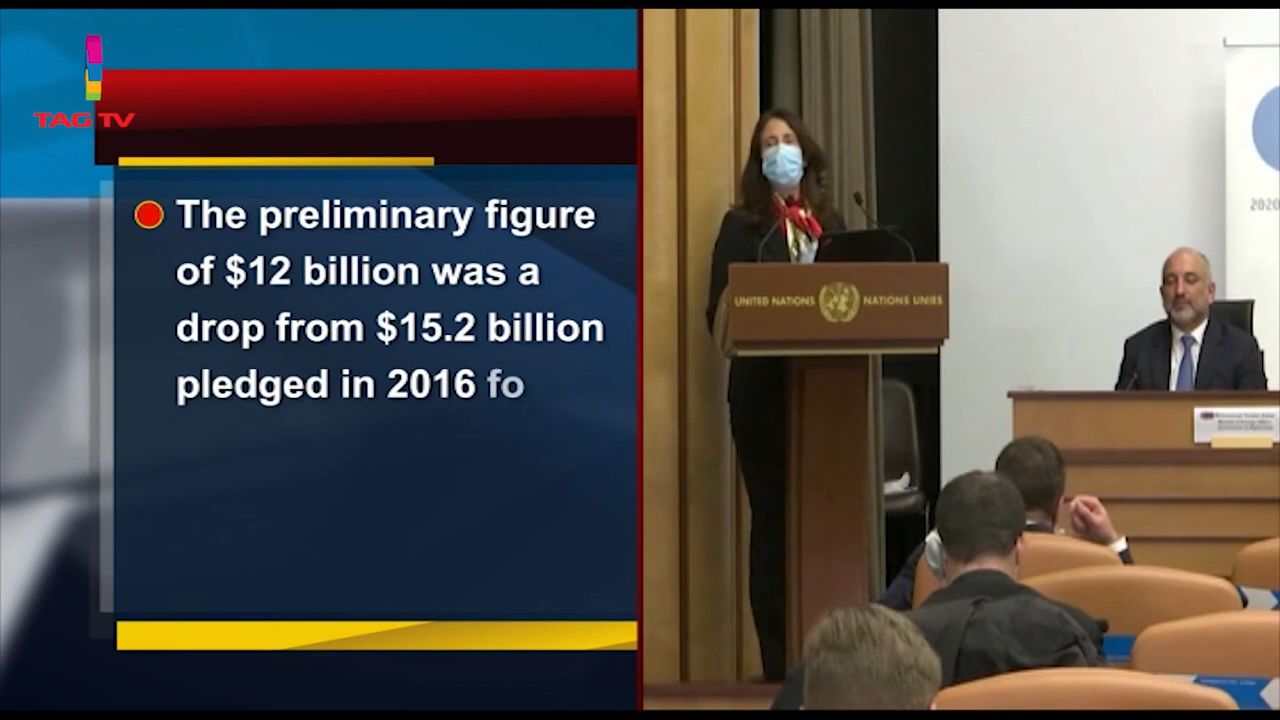 TAG TV
The preliminary figure
of $12 billion was a
drop from $15.2 billion
pledged in 2016 fo
UNITED NATIONS NATIONS UNIES
2020